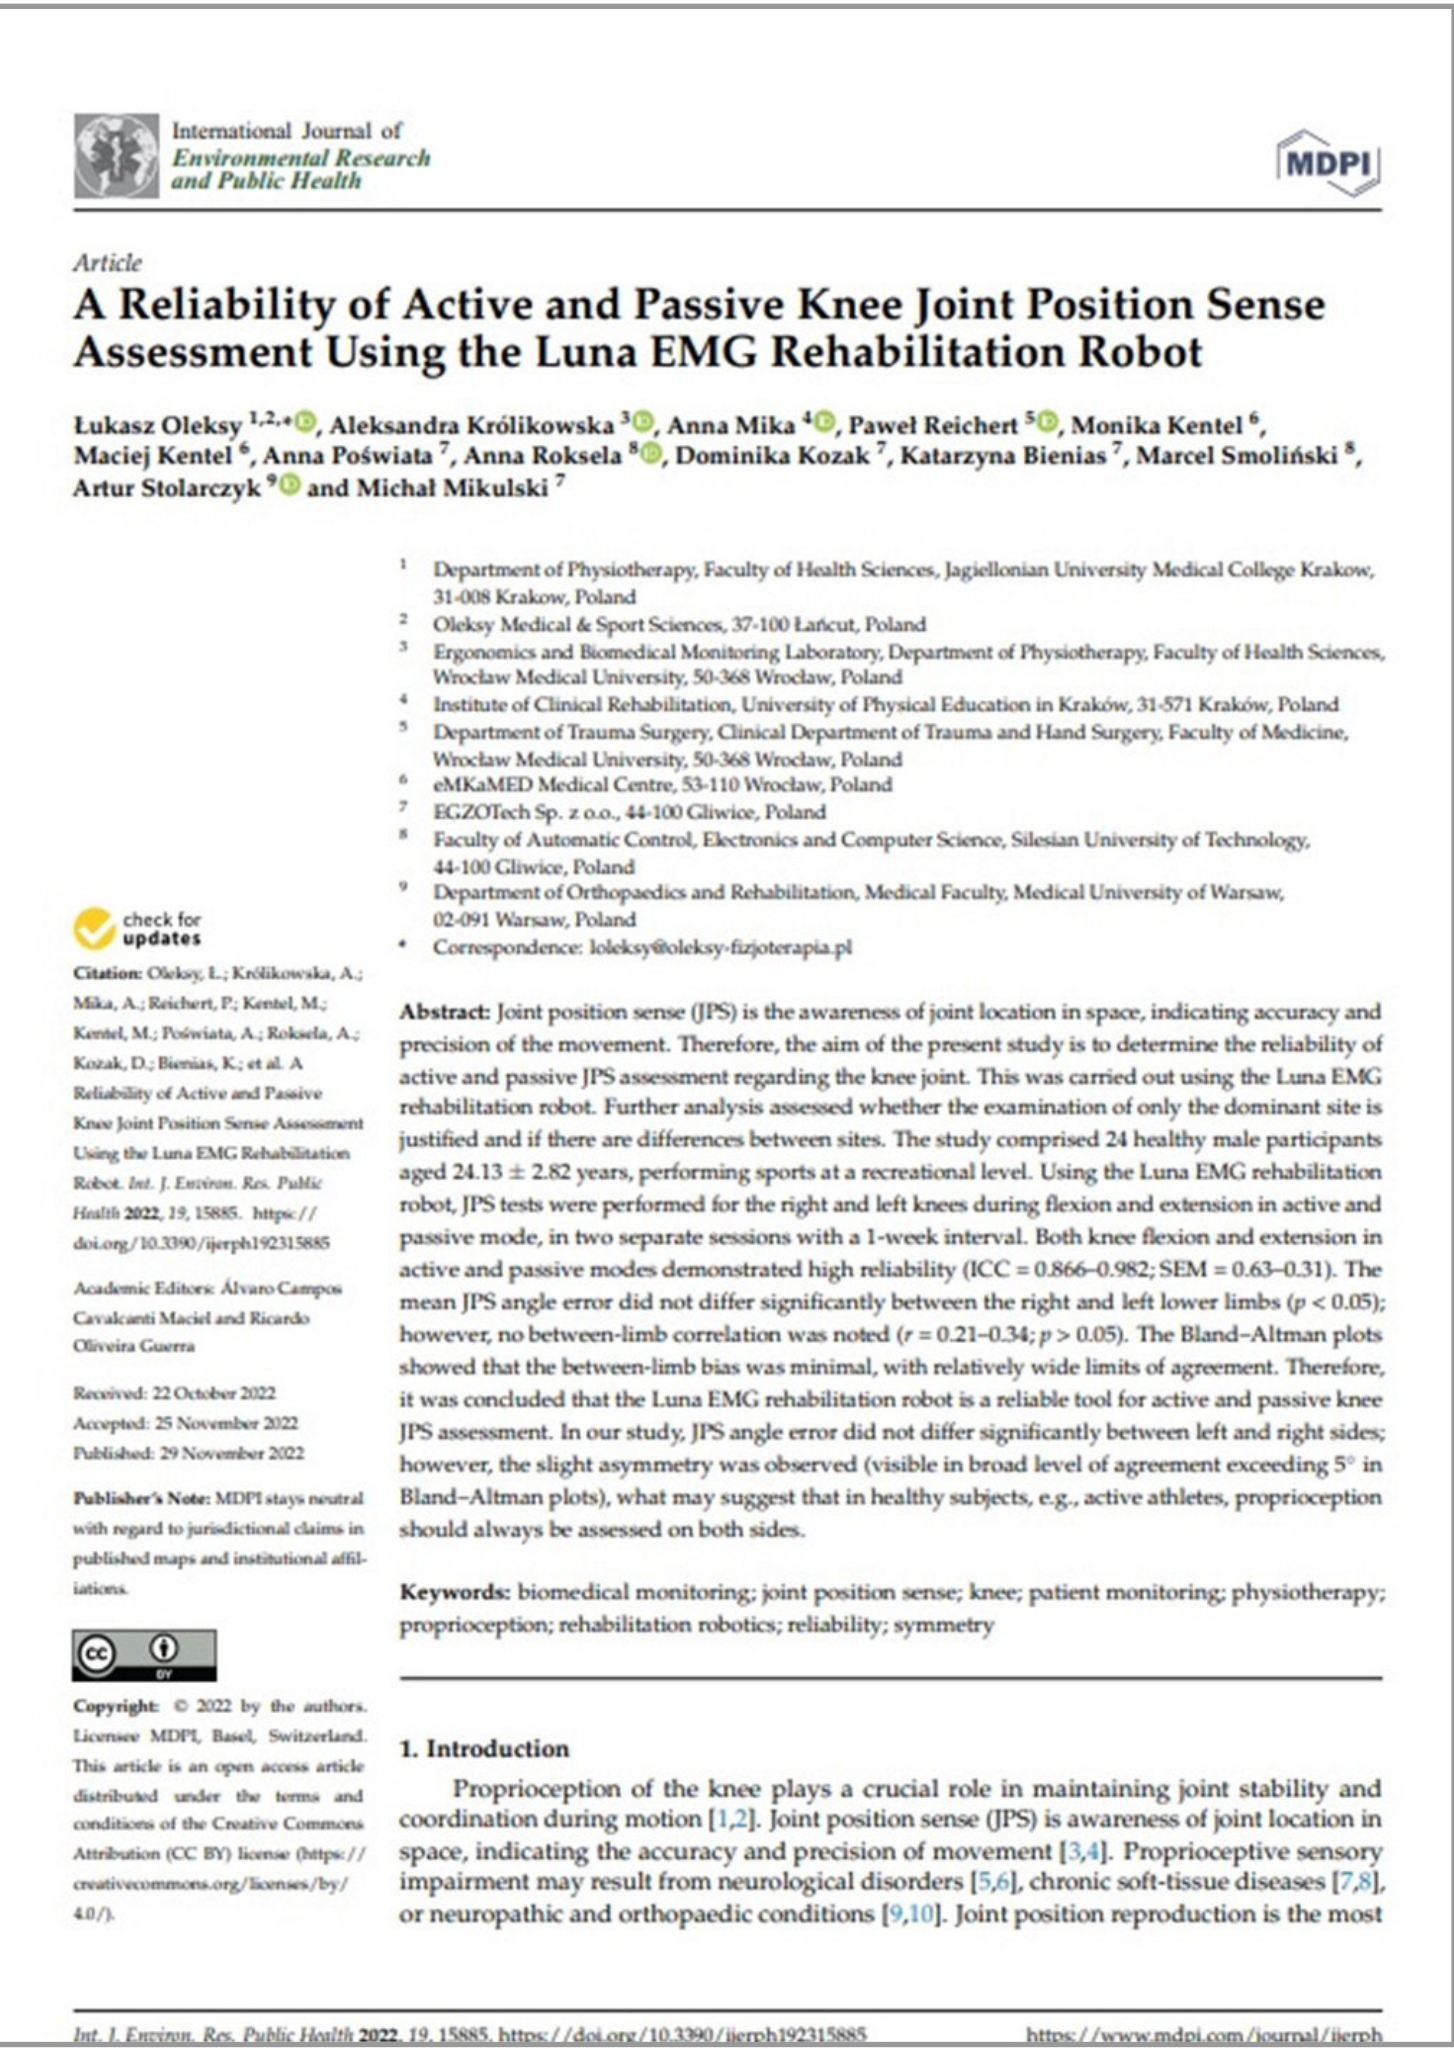 International Journal of
Environmental Research
and Public Health
MDPI
Article
A Reliability of Active and Passive Knee Joint Position Sense
Assessment Using the Luna EMG Rehabilitation Robot
Łukasz Oleksy 1,2,*, Aleksandra Królikowska 3, Anna Mika 4, Paweł Reichert 5, Monika Kentel 6,
Maciej Kentel 6, Anna Poświata 7, Anna Roksela 8, Dominika Kozak 7, Katarzyna Bienias 7, Marcel Smoliński 8,
Artur Stolarczyk 9 and Michał Mikulski 7
1 Department of Physiotherapy, Faculty of Health Sciences, Jagiellonian University Medical College Krakow,
31-008 Krakow, Poland
2 Oleksy Medical & Sport Sciences, 37-100 Łańcut, Poland
3 Ergonomics and Biomedical Monitoring Laboratory, Department of Physiotherapy, Faculty of Health Sciences,
Wroclaw Medical University, 50-368 Wrocław, Poland
4 Institute of Clinical Rehabilitation, University of Physical Education in Kraków, 31-571 Kraków, Poland
5 Department of Trauma Surgery, Clinical Department of Trauma and Hand Surgery, Faculty of Medicine,
Wroclaw Medical University, 50-368 Wrocław, Poland
6 eMKaMED Medical Centre, 53-110 Wrocław, Poland
7 EGZOTech Sp. z o.o., 44-100 Gliwice, Poland
8 Faculty of Automatic Control, Electronics and Computer Science, Silesian University of Technology,
44-100 Gliwice, Poland
9 Department of Orthopaedics and Rehabilitation, Medical Faculty, Medical University of Warsaw,
02-091 Warsaw, Poland
* Correspondence: loleksy@oleksy-fizjoterapia.pl
check for
updates
Citation: Oleksy, Ł.; Królikowska, A.;
Mika, A.; Reichert, P.; Kentel, M.;
Kentel, M.; Poświata, A.; Roksela, A.;
Kozak, D.; Bienias, K.; et al. A
Reliability of Active and Passive
Knee Joint Position Sense Assessment
Using the Luna EMG Rehabilitation
Robot. Int. J. Environ. Res. Public
Health 2022, 19, 15885. https://
doi.org/10.3390/ijerph192315885
Academic Editors: Álvaro Campos
Cavalcanti Maciel and Ricardo
Oliveira Guerra
Received: 22 October 2022
Accepted: 25 November 2022
Published: 29 November 2022
Publisher's Note: MDPI stays neutral
with regard to jurisdictional claims in
published maps and institutional affil-
iations.
cc BY
Copyright: © 2022 by the authors.
Licensee MDPI, Basel, Switzerland.
This article is an open access article
distributed under the terms and
conditions of the Creative Commons
Attribution (CC BY) license (https://
creativecommons.org/licenses/by/
4.0/).
Abstract: Joint position sense (JPS) is the awareness of joint location in space, indicating accuracy and
precision of the movement. Therefore, the aim of the present study is to determine the reliability of
active and passive JPS assessment regarding the knee joint. This was carried out using the Luna EMG
rehabilitation robot. Further analysis assessed whether the examination of only the dominant site is
justified and if there are differences between sites. The study comprised 24 healthy male participants
aged 24.13 ± 2.82 years, performing sports at a recreational level. Using the Luna EMG rehabilitation
robot, JPS tests were performed for the right and left knees during flexion and extension in active and
passive mode, in two separate sessions with a 1-week interval. Both knee flexion and extension in
active and passive modes demonstrated high reliability (ICC = 0.866–0.982; SEM = 0.63–0.31). The
mean JPS angle error did not differ significantly between the right and left lower limbs (p < 0.05);
however, no between-limb correlation was noted (r = 0.21–0.34; p > 0.05). The Bland–Altman plots
showed that the between-limb bias was minimal, with relatively wide limits of agreement. Therefore,
it was concluded that the Luna EMG rehabilitation robot is a reliable tool for active and passive knee
JPS assessment. In our study, JPS angle error did not differ significantly between left and right sides;
however, the slight asymmetry was observed (visible in broad level of agreement exceeding 5° in
Bland–Altman plots), what may suggest that in healthy subjects, e.g., active athletes, proprioception
should always be assessed on both sides.
Keywords: biomedical monitoring; joint position sense; knee; patient monitoring; physiotherapy;
proprioception; rehabilitation robotics; reliability; symmetry
1. Introduction
Proprioception of the knee plays a crucial role in maintaining joint stability and
coordination during motion [1,2]. Joint position sense (JPS) is awareness of joint location in
space, indicating the accuracy and precision of movement [3,4]. Proprioceptive sensory
impairment may result from neurological disorders [5,6], chronic soft-tissue diseases [7,8],
or neuropathic and orthopaedic conditions [9,10]. Joint position reproduction is the most
Int. J. Environ. Res. Public Health 2022, 19, 15885. https://doi.org/10.3390/ijerph192315885
https://www.mdpi.com/journal/ijerph